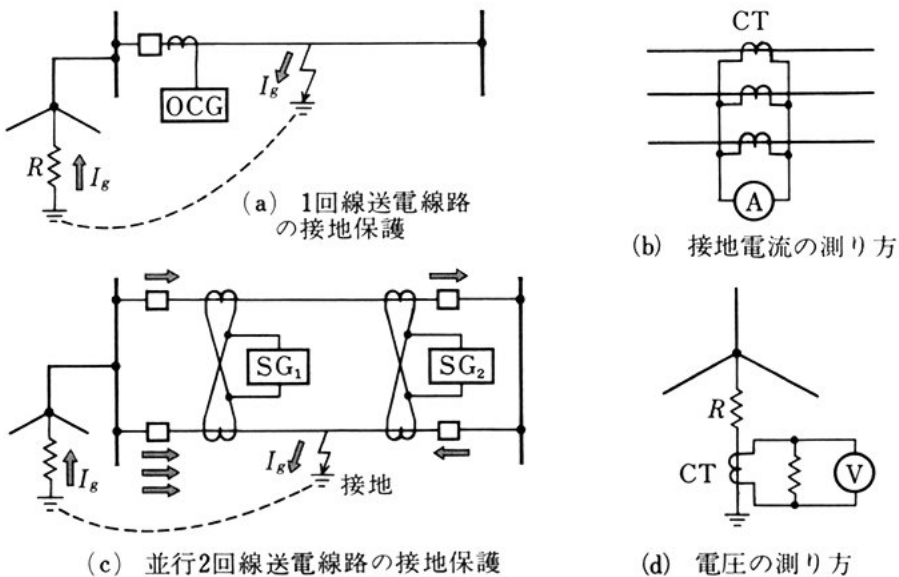 CT
I_g
OCG
R
I_g
A
(a) 1回線送電線路
の接地保護
(b) 接地電流の測り方
SG₁
SG₂
I_g
I_g
接地
R
CT
V
(c) 並行2回線送電線路の接地保護
(d) 電圧の測り方